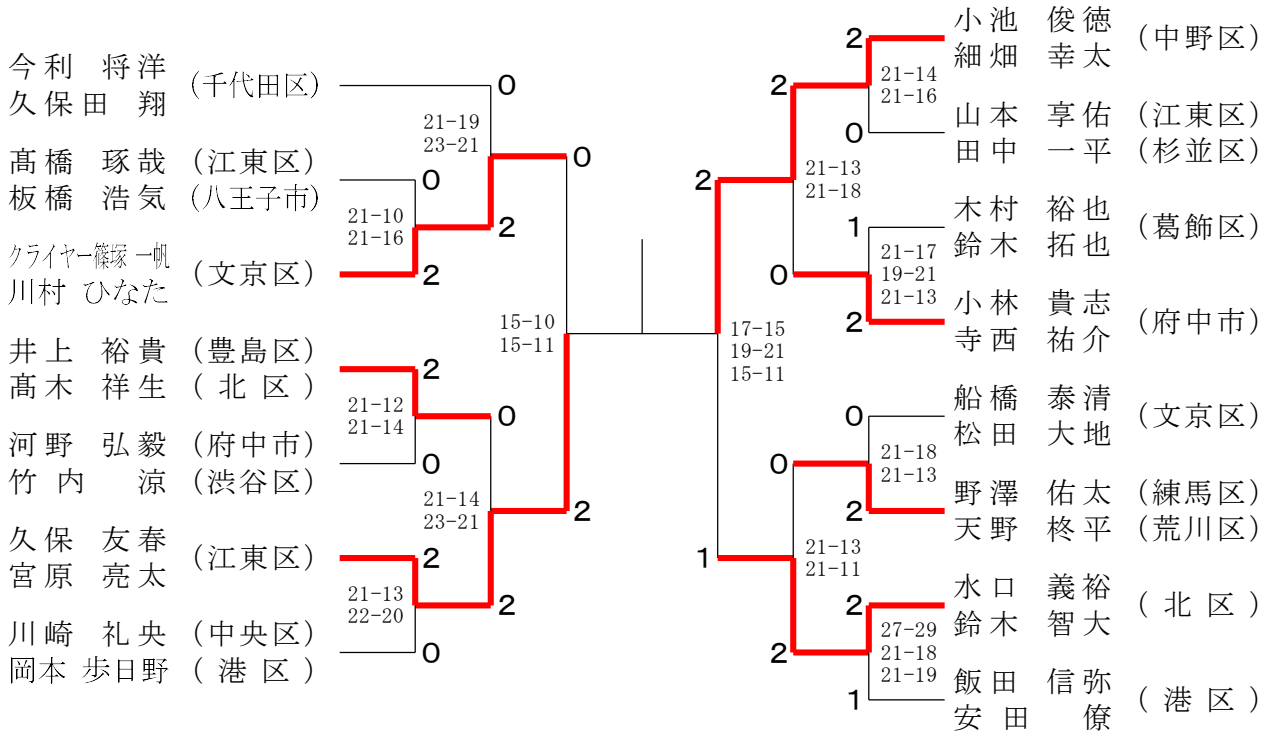 今利 将洋
久保田 翔
(千代田区)
0
21-19
23-21
髙橋 琢哉 (江東区)
板橋 浩気 (八王子市)
0
21-10
21-16
2
0
クライヤー篠塚 一帆
川村 ひなた
(文京区)
2
15-10
15-11
井上 裕貴 (豊島区)
髙木 祥生 (北区)
2
21-12
21-14
0
河野 弘毅 (府中市)
竹内 涼 (渋谷区)
0
21-14
23-21
2
久保 友春
宮原 亮太
(江東区)
2
21-13
22-20
2
川崎 礼央 (中央区)
岡本 歩日野 (港区)
0
小池 俊徳
細畑 幸太
(中野区)
2
21-14
21-16
2
山本 享佑 (江東区)
田中 一平 (杉並区)
0
21-13
21-18
2
木村 裕也
鈴木 拓也
(葛飾区)
1
21-17
19-21
21-13
0
小林 貴志
寺西 祐介
(府中市)
2
17-15
19-21
15-11
船橋 泰清
松田 大地
(文京区)
0
21-18
21-13
0
野澤 佑太 (練馬区)
天野 柊平 (荒川区)
2
21-13
21-11
1
水口 義裕
鈴木 智大
(北区)
2
27-29
21-18
21-19
2
飯田 信弥
安田 僚
(港区)
1